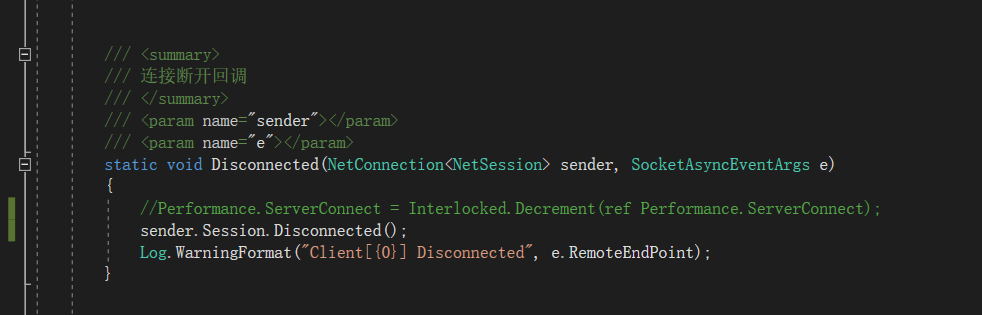 /// <summary>
/// 连接断开回调
/// </summary>
/// <param name="sender"></param>
/// <param name="e"></param>
static void Disconnected(NetConnection<NetSession> sender, SocketAsyncEventArgs e)
{
//Performance.ServerConnect = Interlocked.Decrement(ref Performance.ServerConnect);
sender.Session.Disconnected();
Log.WarningFormat("Client[{0}] Disconnected", e.RemoteEndPoint);
}